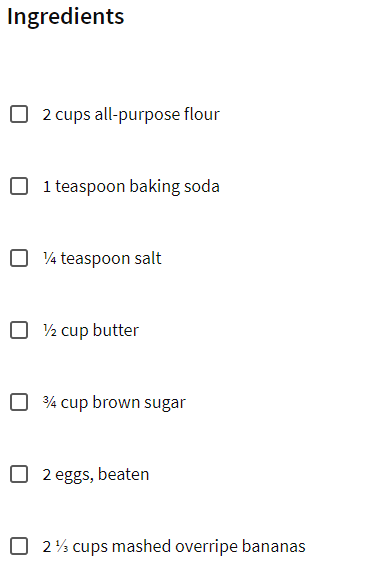 Ingredients
2 cups all-purpose flour
1 teaspoon baking soda
¼ teaspoon salt
½ cup butter
¾ cup brown sugar
2 eggs, beaten
2 ⅓ cups mashed overripe bananas